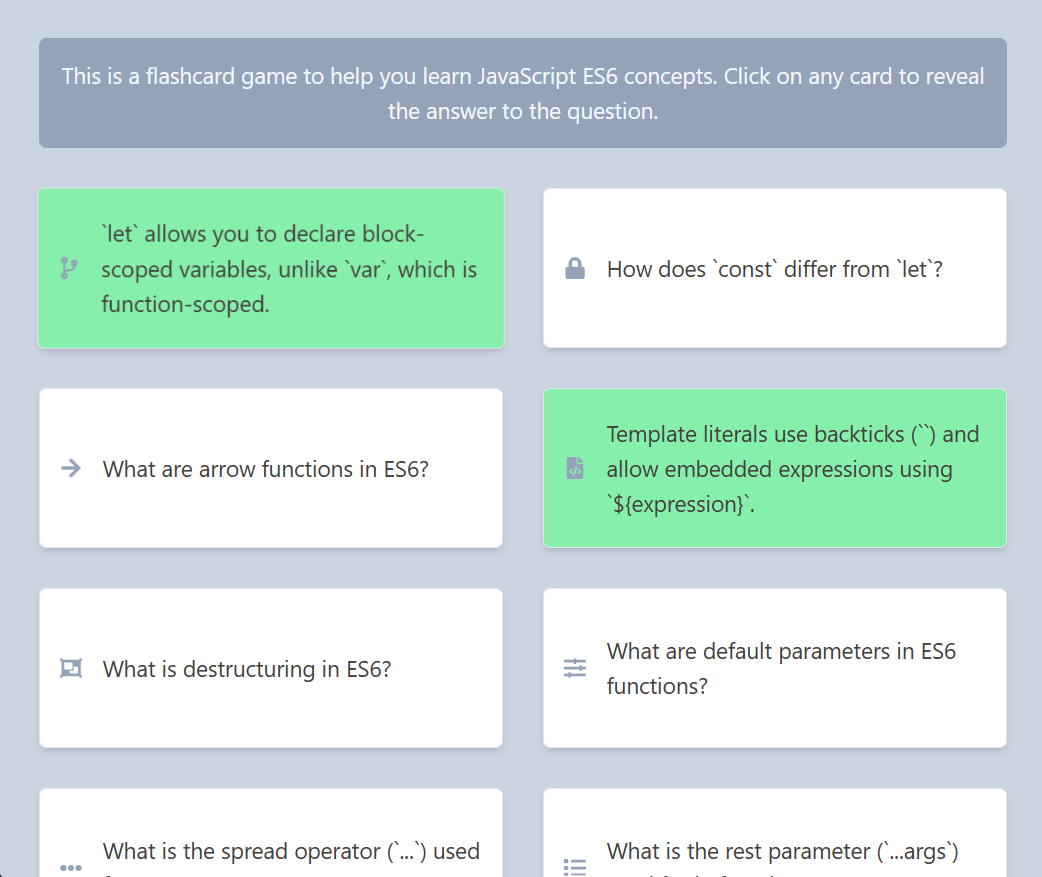 This is a flashcard game to help you learn JavaScript ES6 concepts. Click on any card to reveal
the answer to the question.
`let` allows you to declare block-
scoped variables, unlike `var`, which is
function-scoped.
How does `const` differ from `let`?
What are arrow functions in ES6?
Template literals use backticks (``) and
allow embedded expressions using
`${expression}`.
What is destructuring in ES6?
What are default parameters in ES6
functions?
What is the spread operator (`...`) used
What is the rest parameter (`...args`)